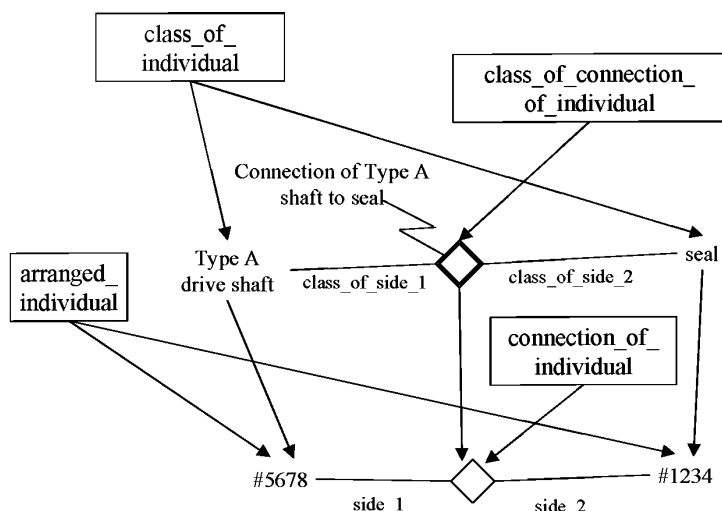 class_of_
individual
class_of_connection_
of_individual
Connection of Type A
shaft to seal
Type A
drive shaft
class_of_side_1
class_of_side_2
seal
arranged_
individual
connection_of_
individual
#5678
#1234
side_1
side_2